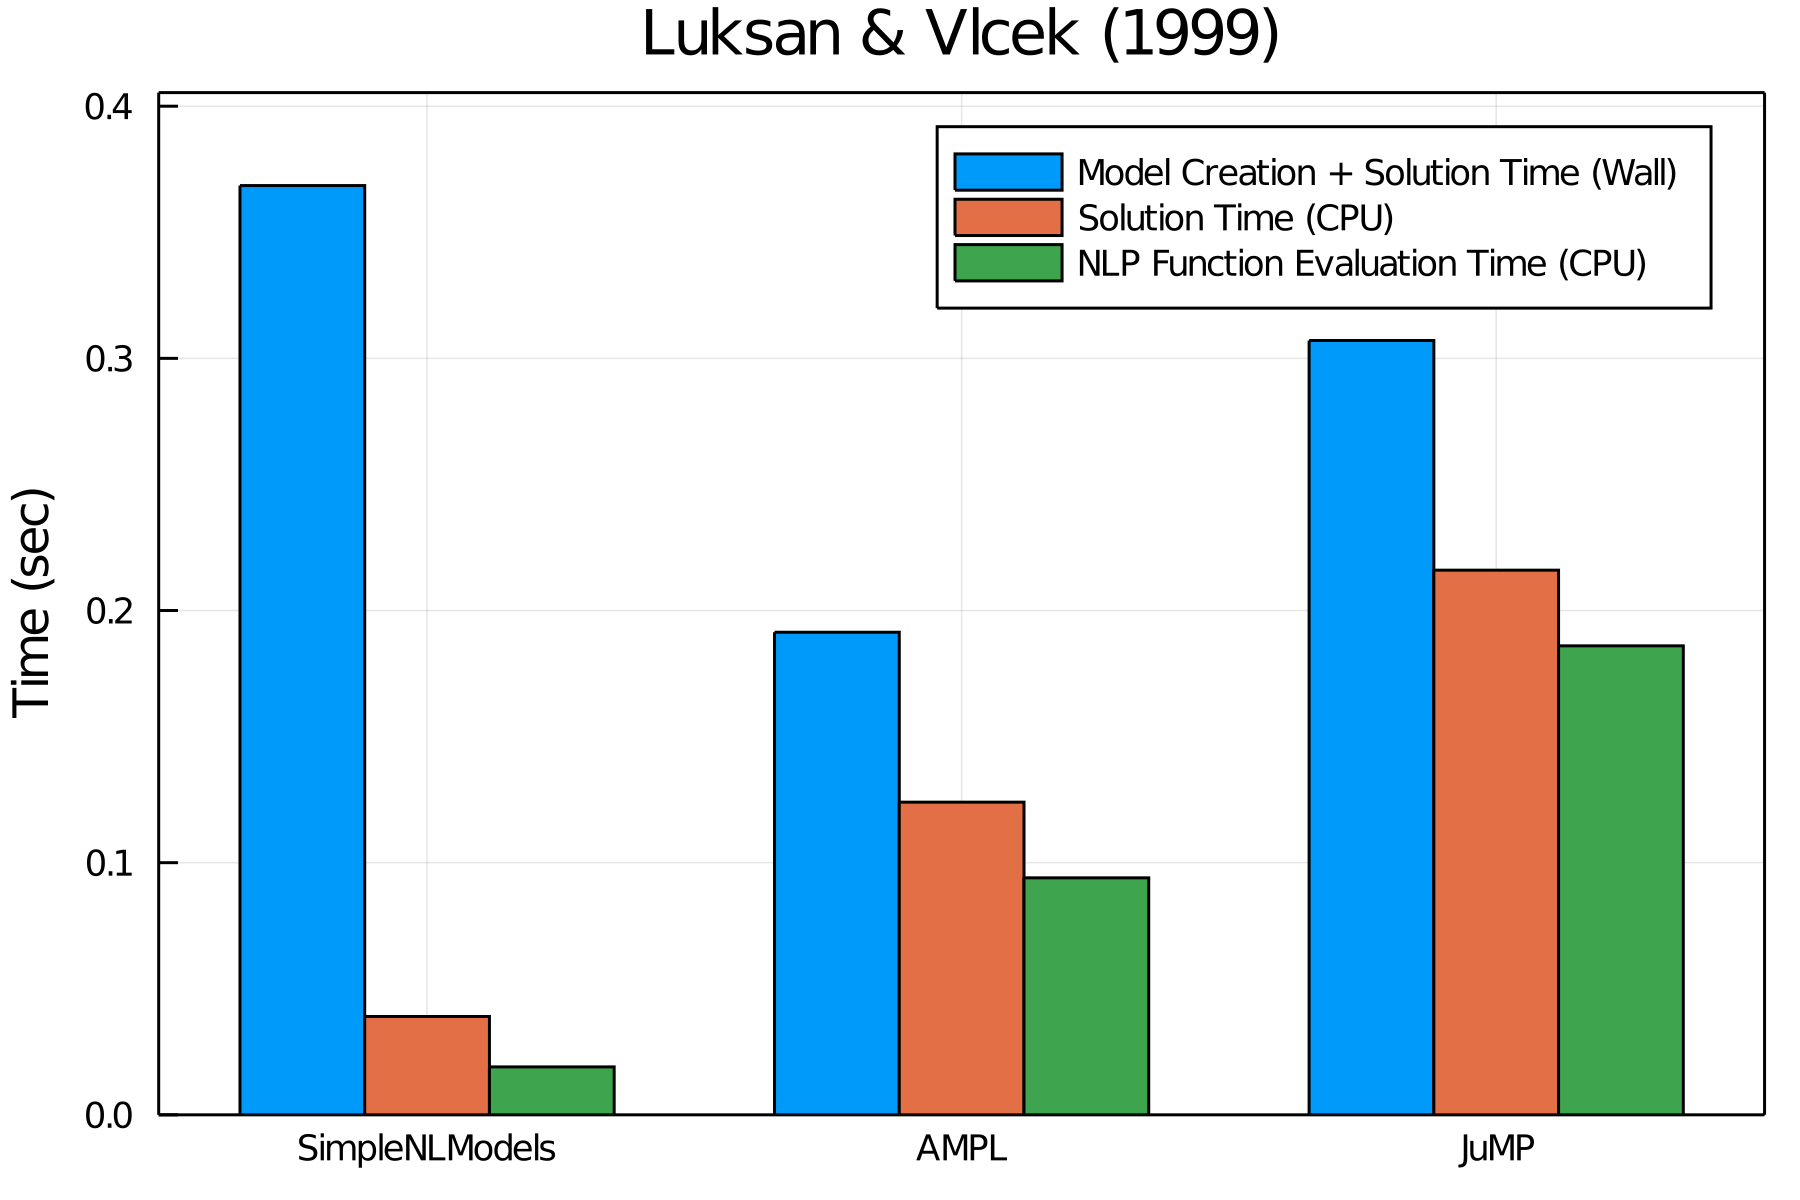 Luksan & Vlcek (1999)
Model Creation + Solution Time (Wall)
Solution Time (CPU)
NLP Function Evaluation Time (CPU)
Time (sec)
0.4
0.3
0.2
0.1
0.0
SimpleNLModels
AMPL
JuMP